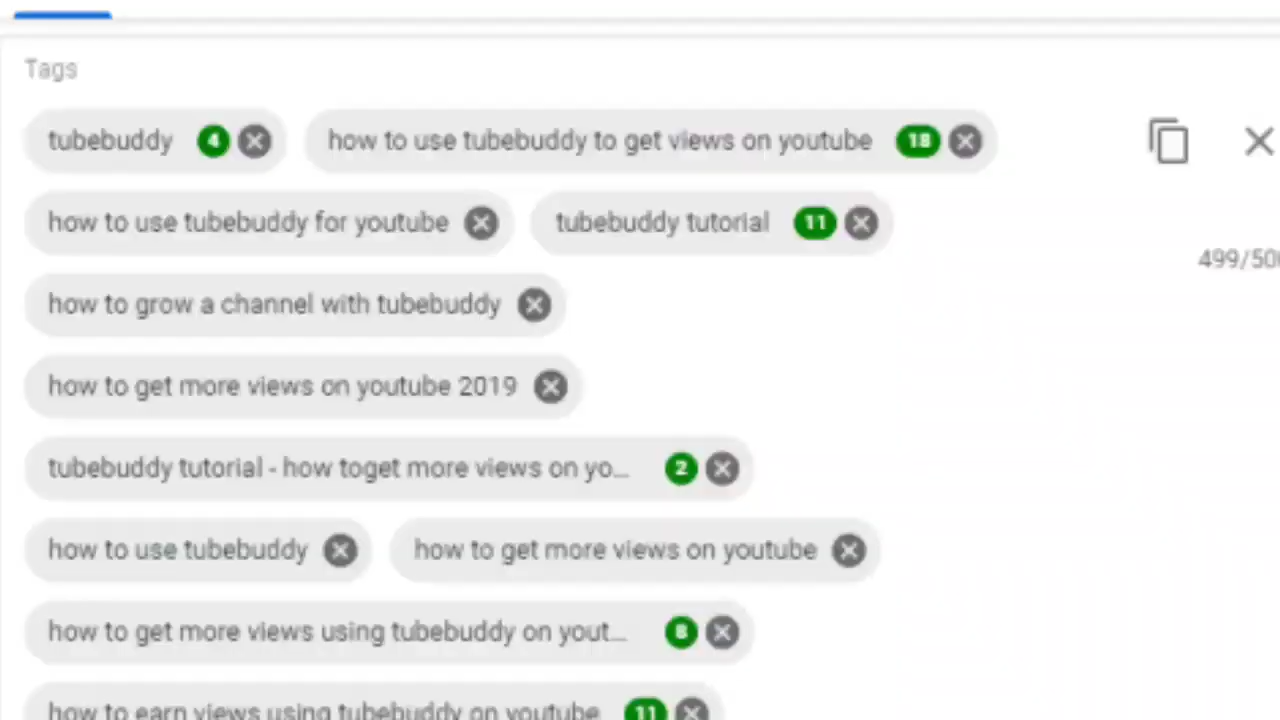 Tags
tubebuddy 4 how to use tubebuddy to get views on youtube 18
how to use tubebuddy for youtube tubebuddy tutorial 11
499/50
how to grow a channel with tubebuddy
how to get more views on youtube 2019
tubebuddy tutorial - how toget more views on yo... 2
how to use tubebuddy how to get more views on youtube
how to get more views using tubebuddy on yout... 8
how to earn views using tubebuddy on youtube 11